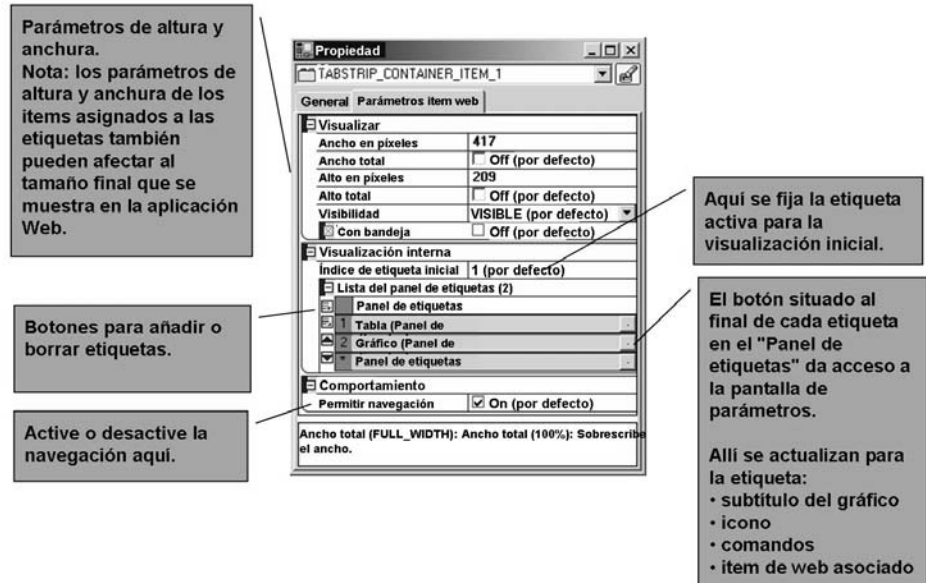 Parámetros de altura y
anchura.
Nota: los parámetros de
altura y anchura de los
items asignados a las
etiquetas también
pueden afectar al
tamaño final que se
muestra en la aplicación
Web.
Botones para añadir o
borrar etiquetas.
Active o desactive la
navegación aquí.
Propiedad
TABSTRIP_CONTAINER_ITEM_1
General Parámetros item web
Visualizar
Ancho en píxeles 417
Ancho total Off (por defecto)
Alto en píxeles 209
Alto total Off (por defecto)
Visibilidad VISIBLE (por defecto)
Con bandeja Off (por defecto)
Visualización interna
Índice de etiqueta inicial 1 (por defecto)
Lista del panel de etiquetas (2)
Panel de etiquetas
1 Tabla (Panel de
2 Gráfico (Panel de
* Panel de etiquetas
Comportamiento
Permitir navegación On (por defecto)
Ancho total (FULL_WIDTH): Ancho total (100%): Sobrescribe
el ancho.
Aquí se fija la etiqueta
activa para la
visualización inicial.
El botón situado al
final de cada etiqueta
en el "Panel de
etiquetas" da acceso a
la pantalla de
parámetros.
Allí se actualizan para
la etiqueta:
• subtítulo del gráfico
• icono
• comandos
• item de web asociado